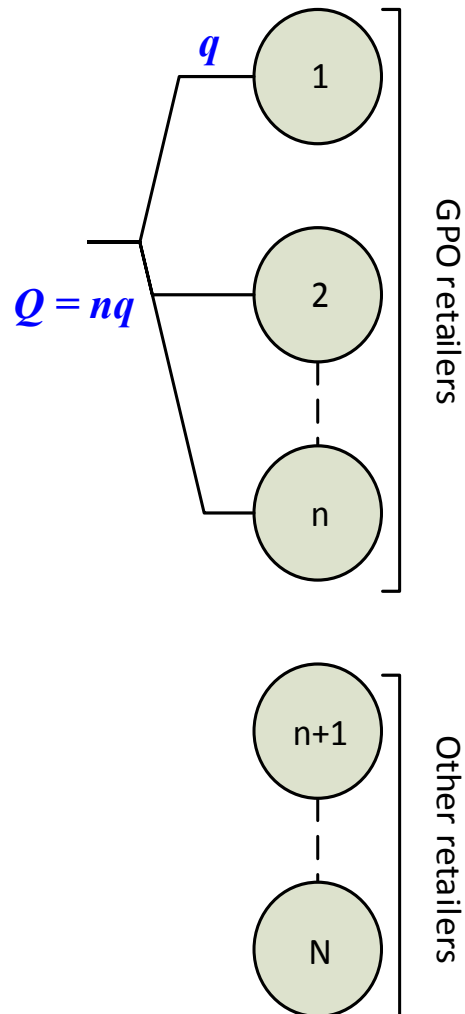 q
1
Q = nq
2
n
GPO retailers
n+1
N
Other retailers